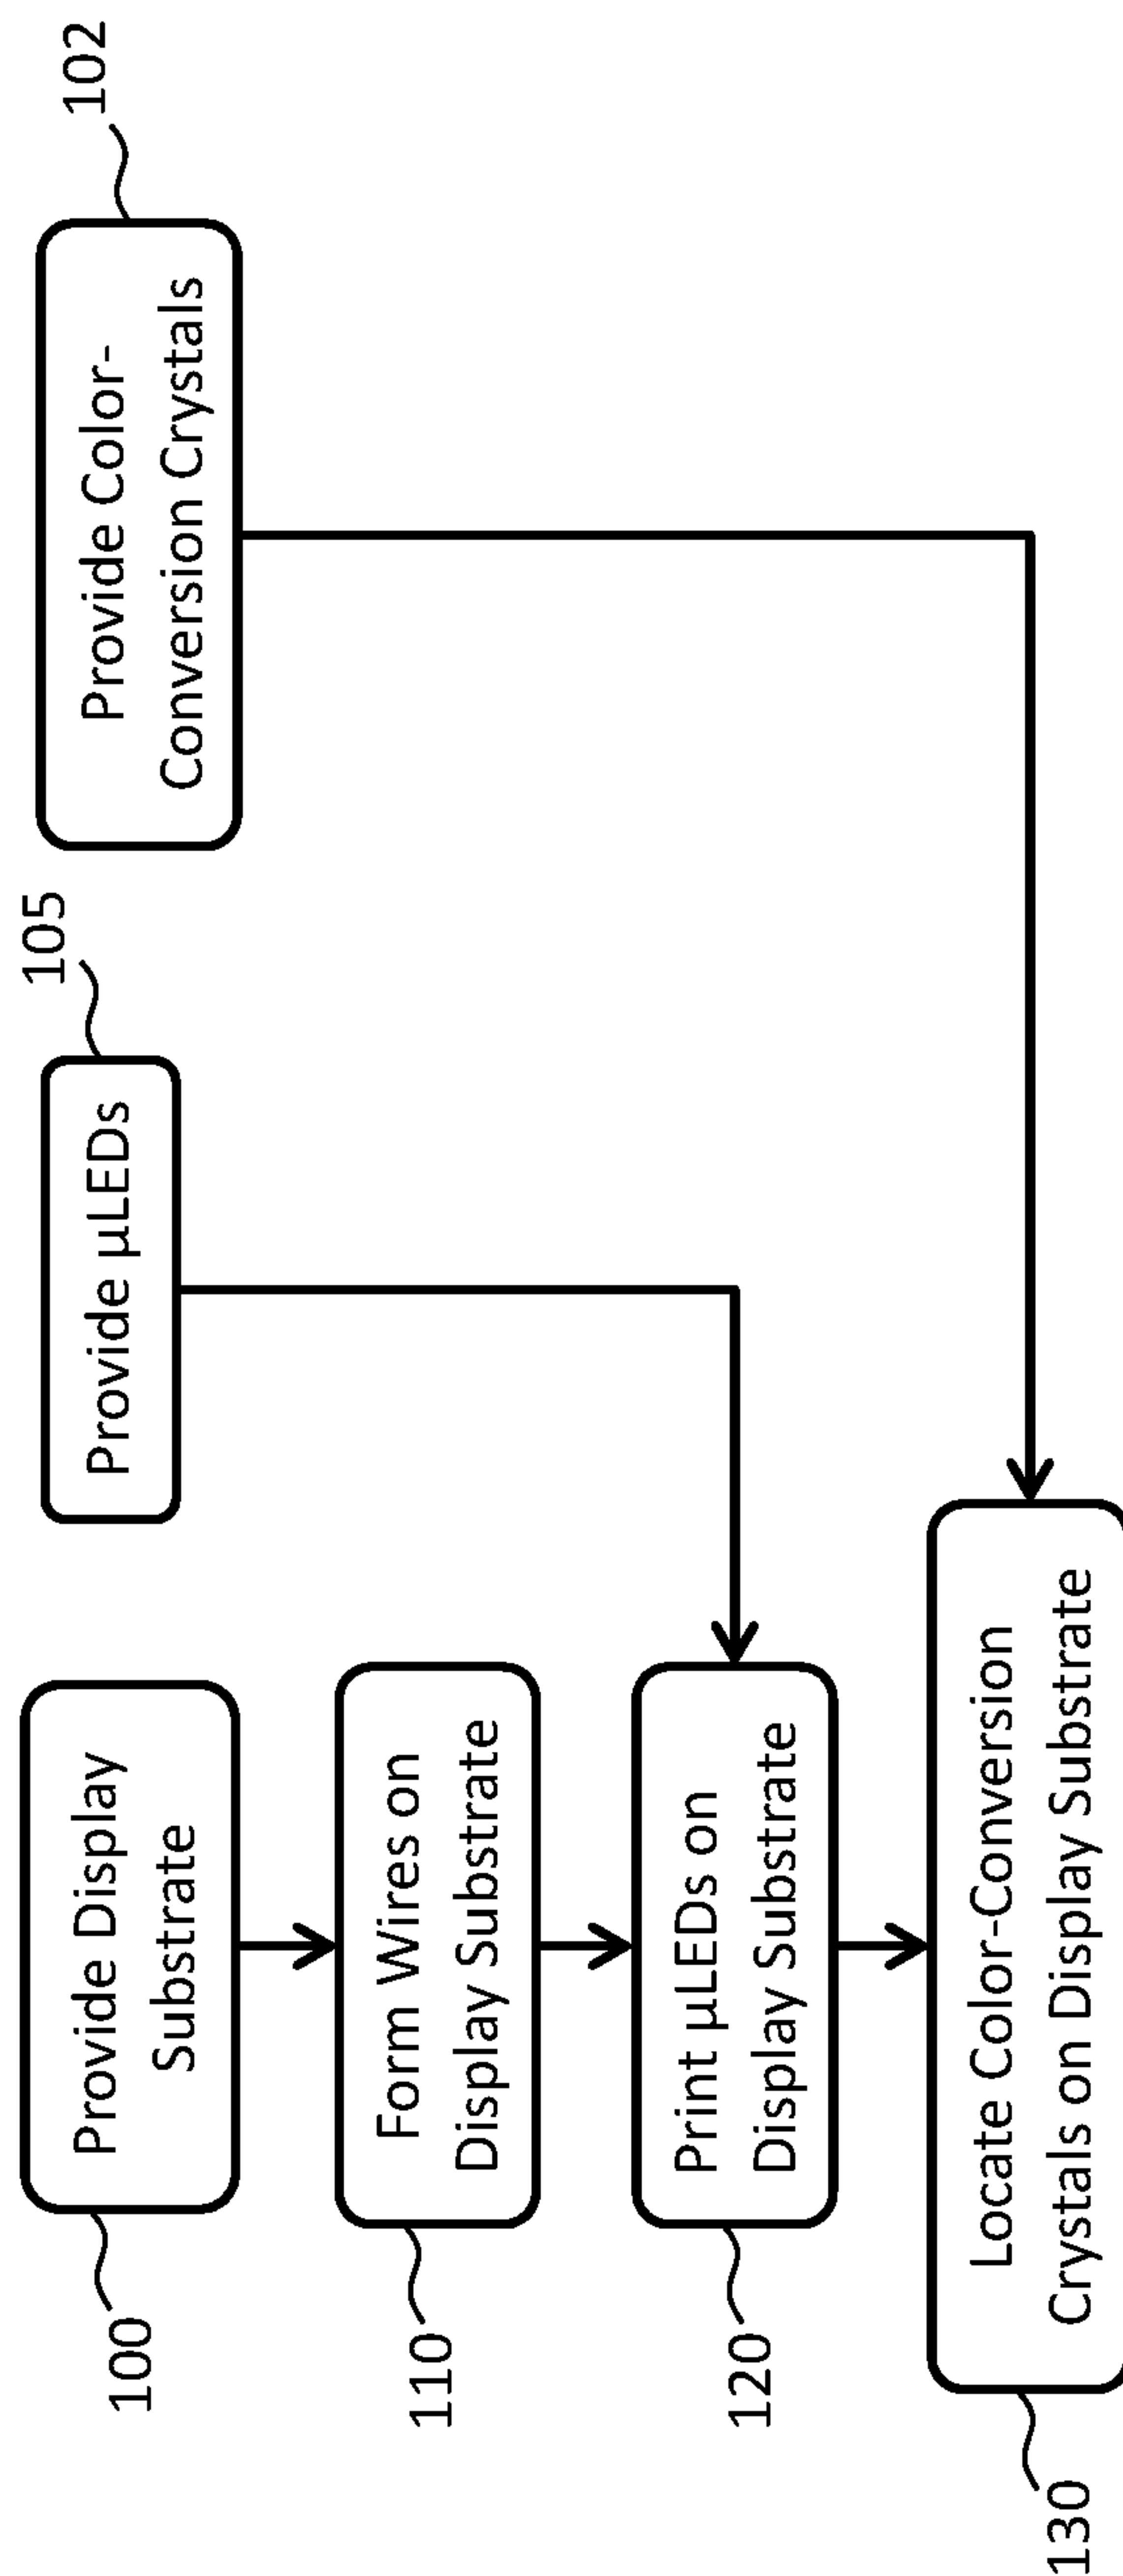 100
Provide Display
Substrate
Provide µLEDs
105
Provide Color-
Conversion Crystals
102
110
Form Wires on
Display Substrate
120
Print µLEDs on
Display Substrate
130
Locate Color-Conversion
Crystals on Display Substrate